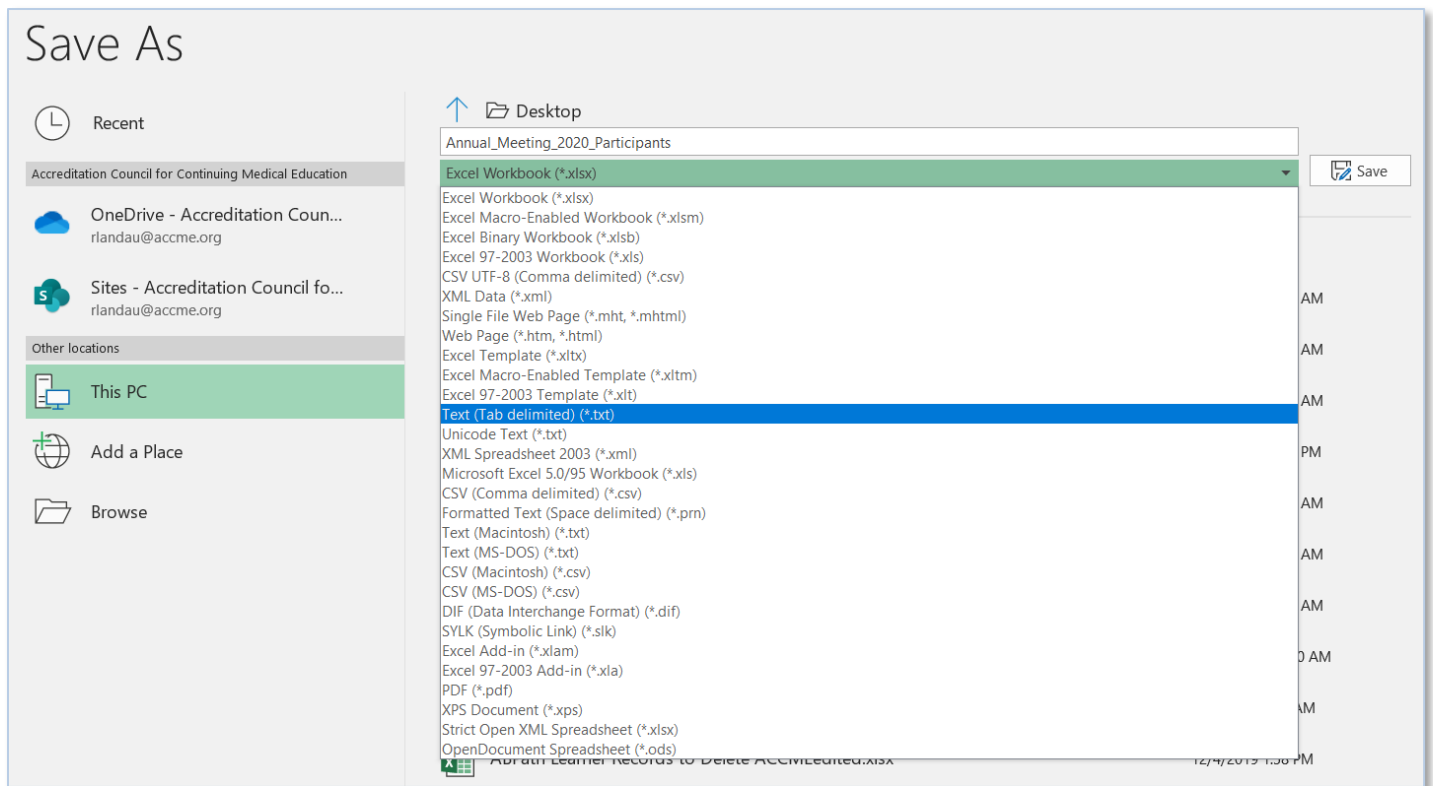 Save As
Recent
Accreditation Council for Continuing Medical Education
OneDrive - Accreditation Coun...
rlandau@accme.org
Sites - Accreditation Council fo...
rlandau@accme.org
Other locations
This PC
Add a Place
Browse
Desktop
Annual_Meeting_2020_Participants
Excel Workbook (*.xlsx)
Save
Excel Workbook (*.xlsx)
Excel Macro-Enabled Workbook (*.xlsm)
Excel Binary Workbook (*.xlsb)
Excel 97-2003 Workbook (*.xls)
CSV UTF-8 (Comma delimited) (*.csv)
XML Data (*.xml)
Single File Web Page (*.mht, *.mhtml)
Web Page (*.htm, *.html)
Excel Template (*.xltx)
Excel Macro-Enabled Template (*.xltm)
Excel 97-2003 Template (*.xlt)
Text (Tab delimited) (*.txt)
Unicode Text (*.txt)
XML Spreadsheet 2003 (*.xml)
Microsoft Excel 5.0/95 Workbook (*.xls)
CSV (Comma delimited) (*.csv)
Formatted Text (Space delimited) (*.prn)
Text (Macintosh) (*.txt)
Text (MS-DOS) (*.txt)
CSV (Macintosh) (*.csv)
CSV (MS-DOS) (*.csv)
DIF (Data Interchange Format) (*.dif)
SYLK (Symbolic Link) (*.slk)
Excel Add-in (*.xlam)
Excel 97-2003 Add-in (*.xla)
PDF (*.pdf)
XPS Document (*.xps)
Strict Open XML Spreadsheet (*.xlsx)
OpenDocument Spreadsheet (*.ods)
AM
AM
AM
PM
AM
AM
AM
0 AM
AM
AbPath Learner Records to Delete ACCMEedited.xlsx 12/4/2019 1:58 PM